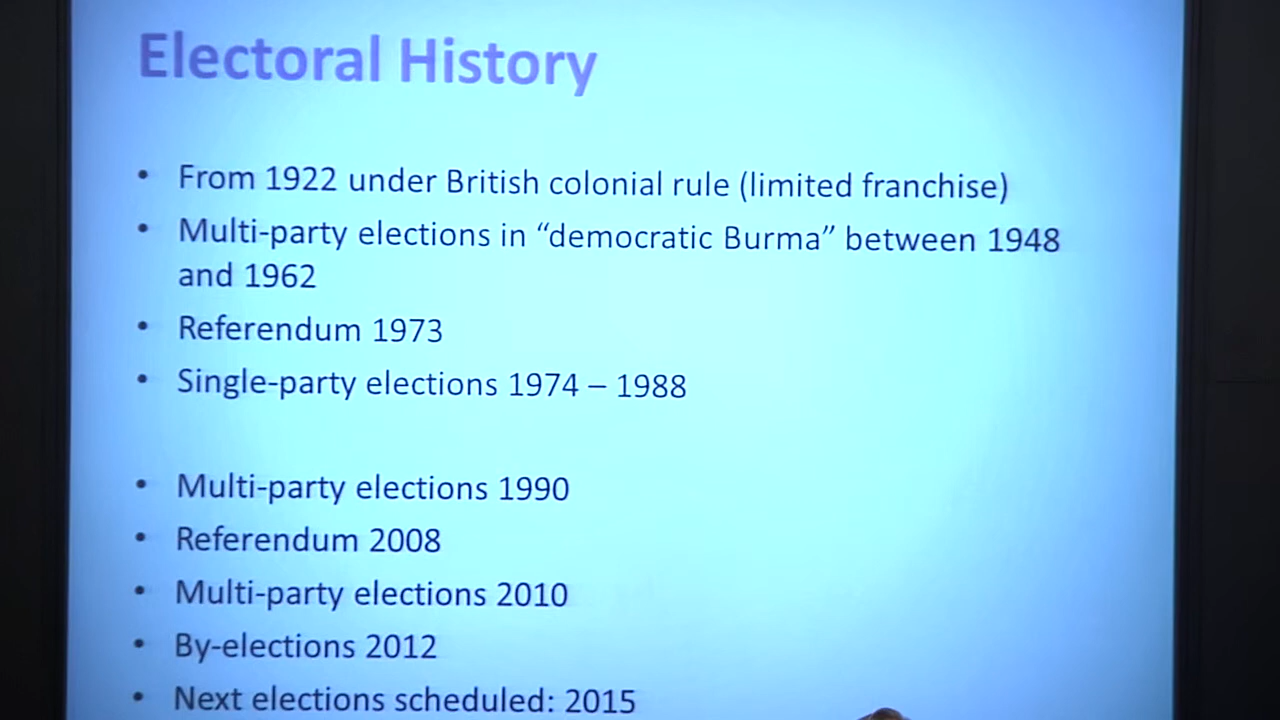 Electoral History
• From 1922 under British colonial rule (limited franchise)
• Multi-party elections in “democratic Burma” between 1948
and 1962
• Referendum 1973
• Single-party elections 1974 – 1988
• Multi-party elections 1990
• Referendum 2008
• Multi-party elections 2010
• By-elections 2012
• Next elections scheduled: 2015